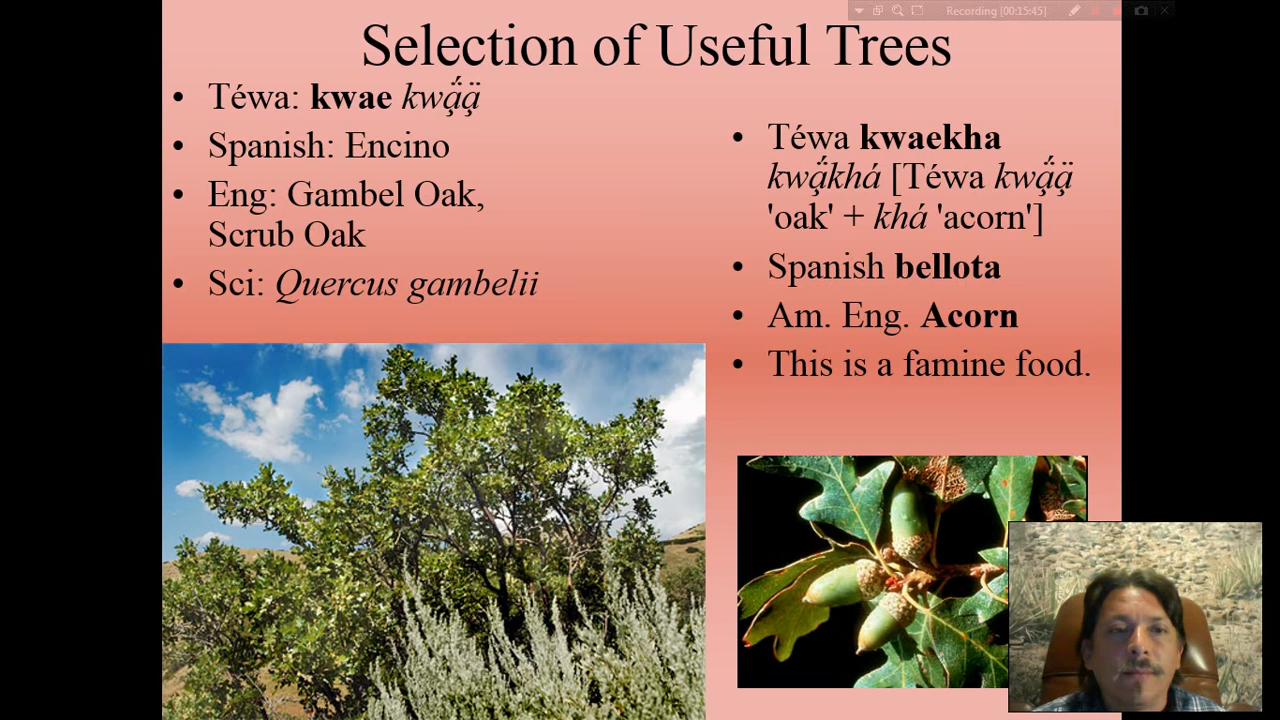 Recording [00:15:45]
Selection of Useful Trees
• Téwa: kwae kwą̈́ą̈
• Spanish: Encino
• Eng: Gambel Oak,
Scrub Oak
• Sci: Quercus gambelii
• Téwa kwaekha
kwą̈́khá [Téwa kwą̈́ą̈
'oak' + khá 'acorn']
• Spanish bellota
• Am. Eng. Acorn
• This is a famine food.